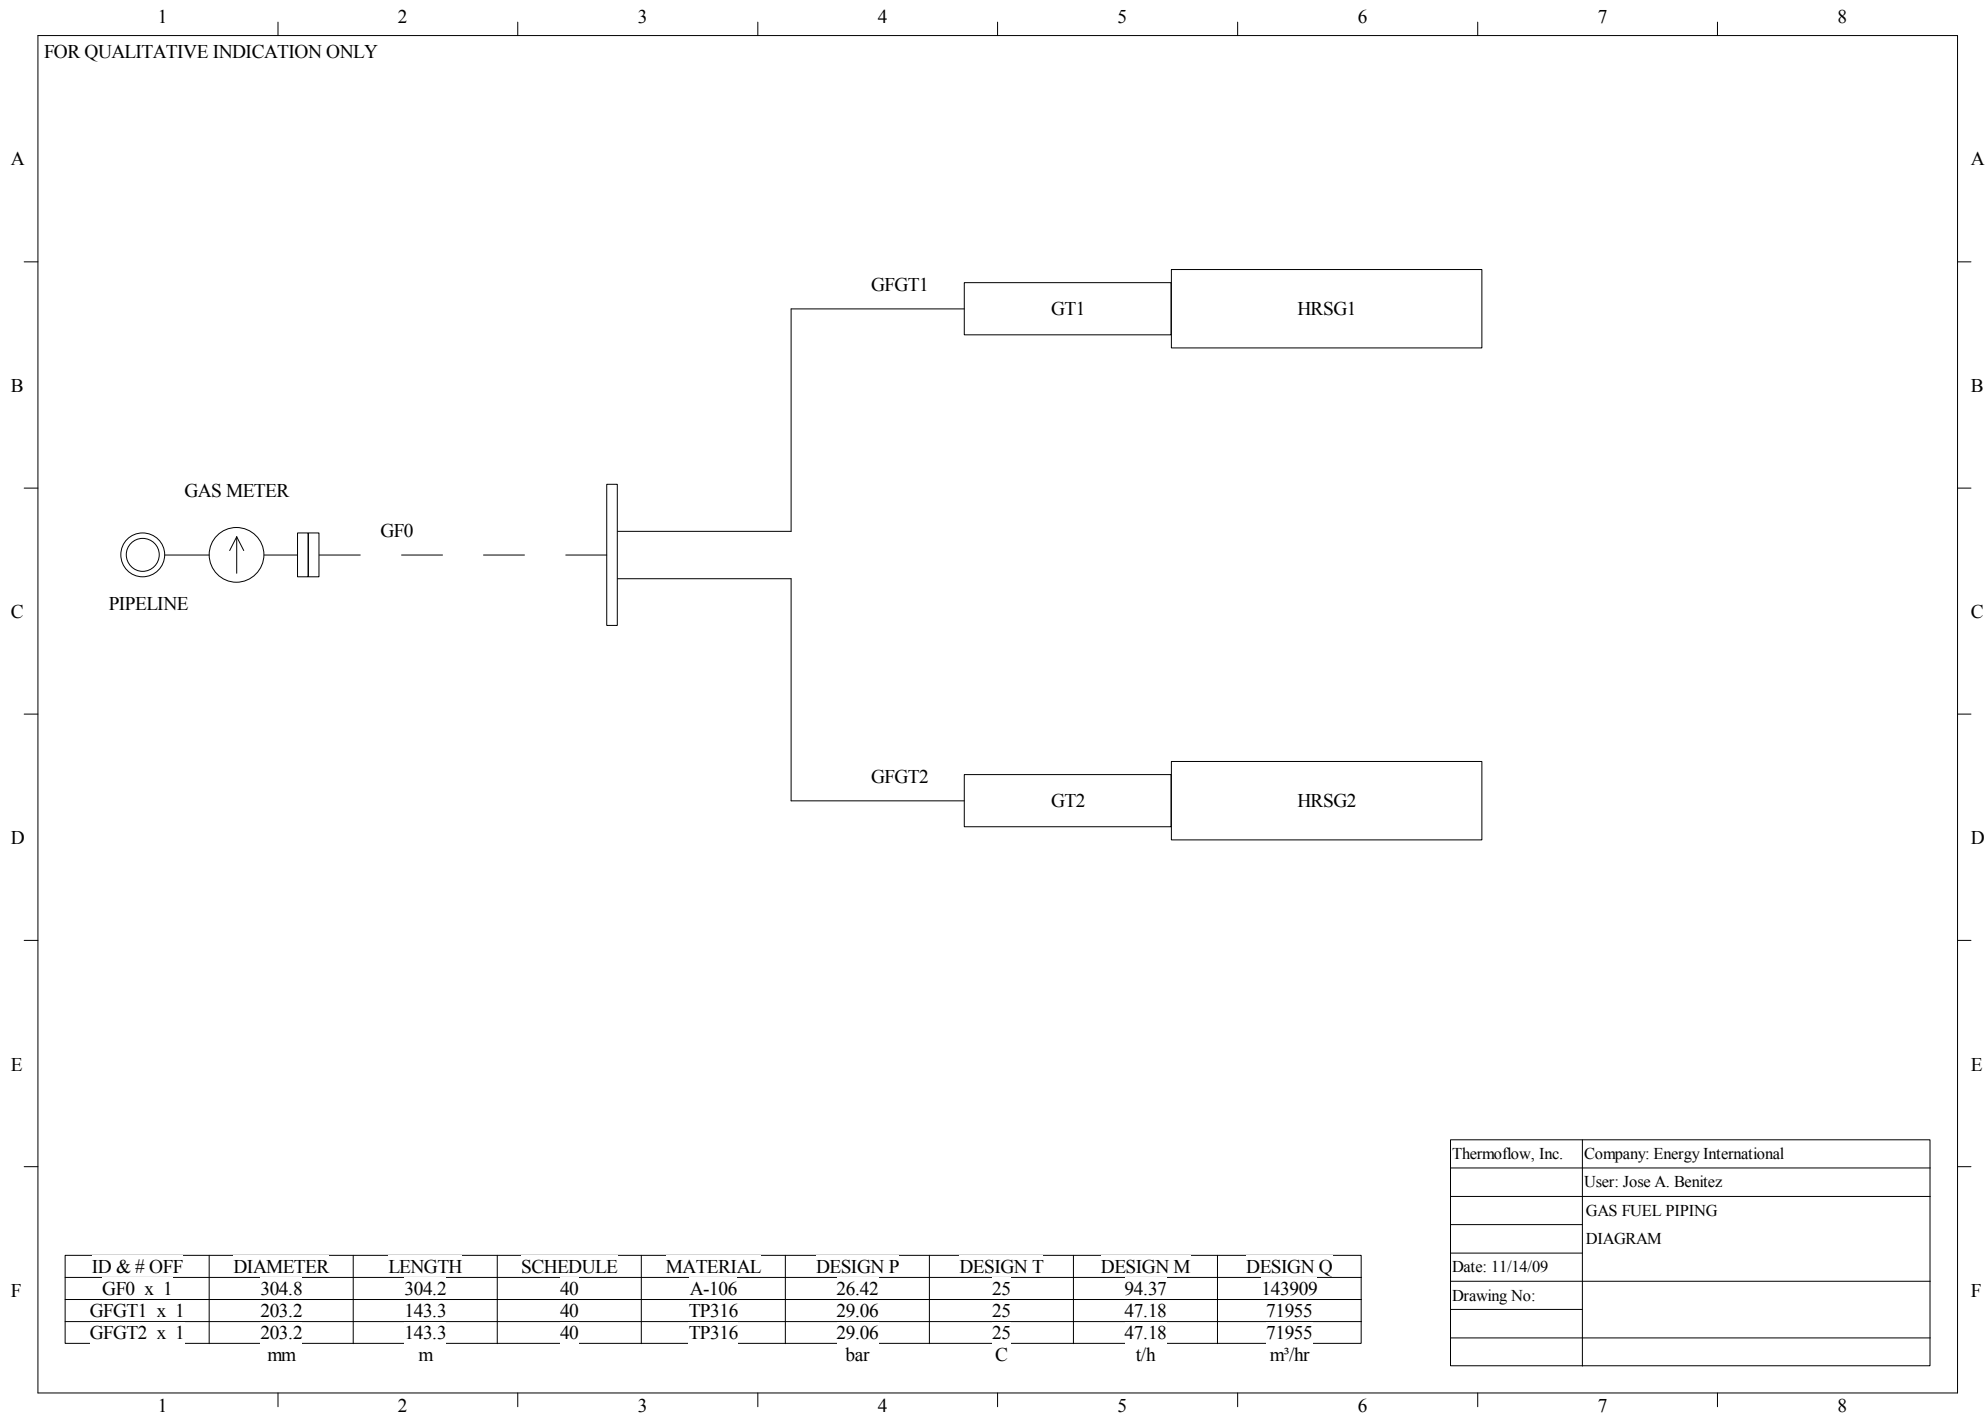 1 2 3 4 5 6 7 8
FOR QUALITATIVE INDICATION ONLY
A A
GFGT1
GT1 HRSG1
B B
GAS METER
GF0
PIPELINE
C C
GFGT2
GT2 HRSG2
D D
E E
Thermoflow, Inc. Company: Energy International
User: Jose A. Benitez
GAS FUEL PIPING
DIAGRAM
Date: 11/14/09
Drawing No:
ID & # OFF DIAMETER LENGTH SCHEDULE MATERIAL DESIGN P DESIGN T DESIGN M DESIGN Q
GF0 x 1 304.8 304.2 40 A-106 26.42 25 94.37 143909
GFGT1 x 1 203.2 143.3 40 TP316 29.06 25 47.18 71955
GFGT2 x 1 203.2 143.3 40 TP316 29.06 25 47.18 71955
mm m bar C t/h m³/hr
F F
1 2 3 4 5 6 7 8